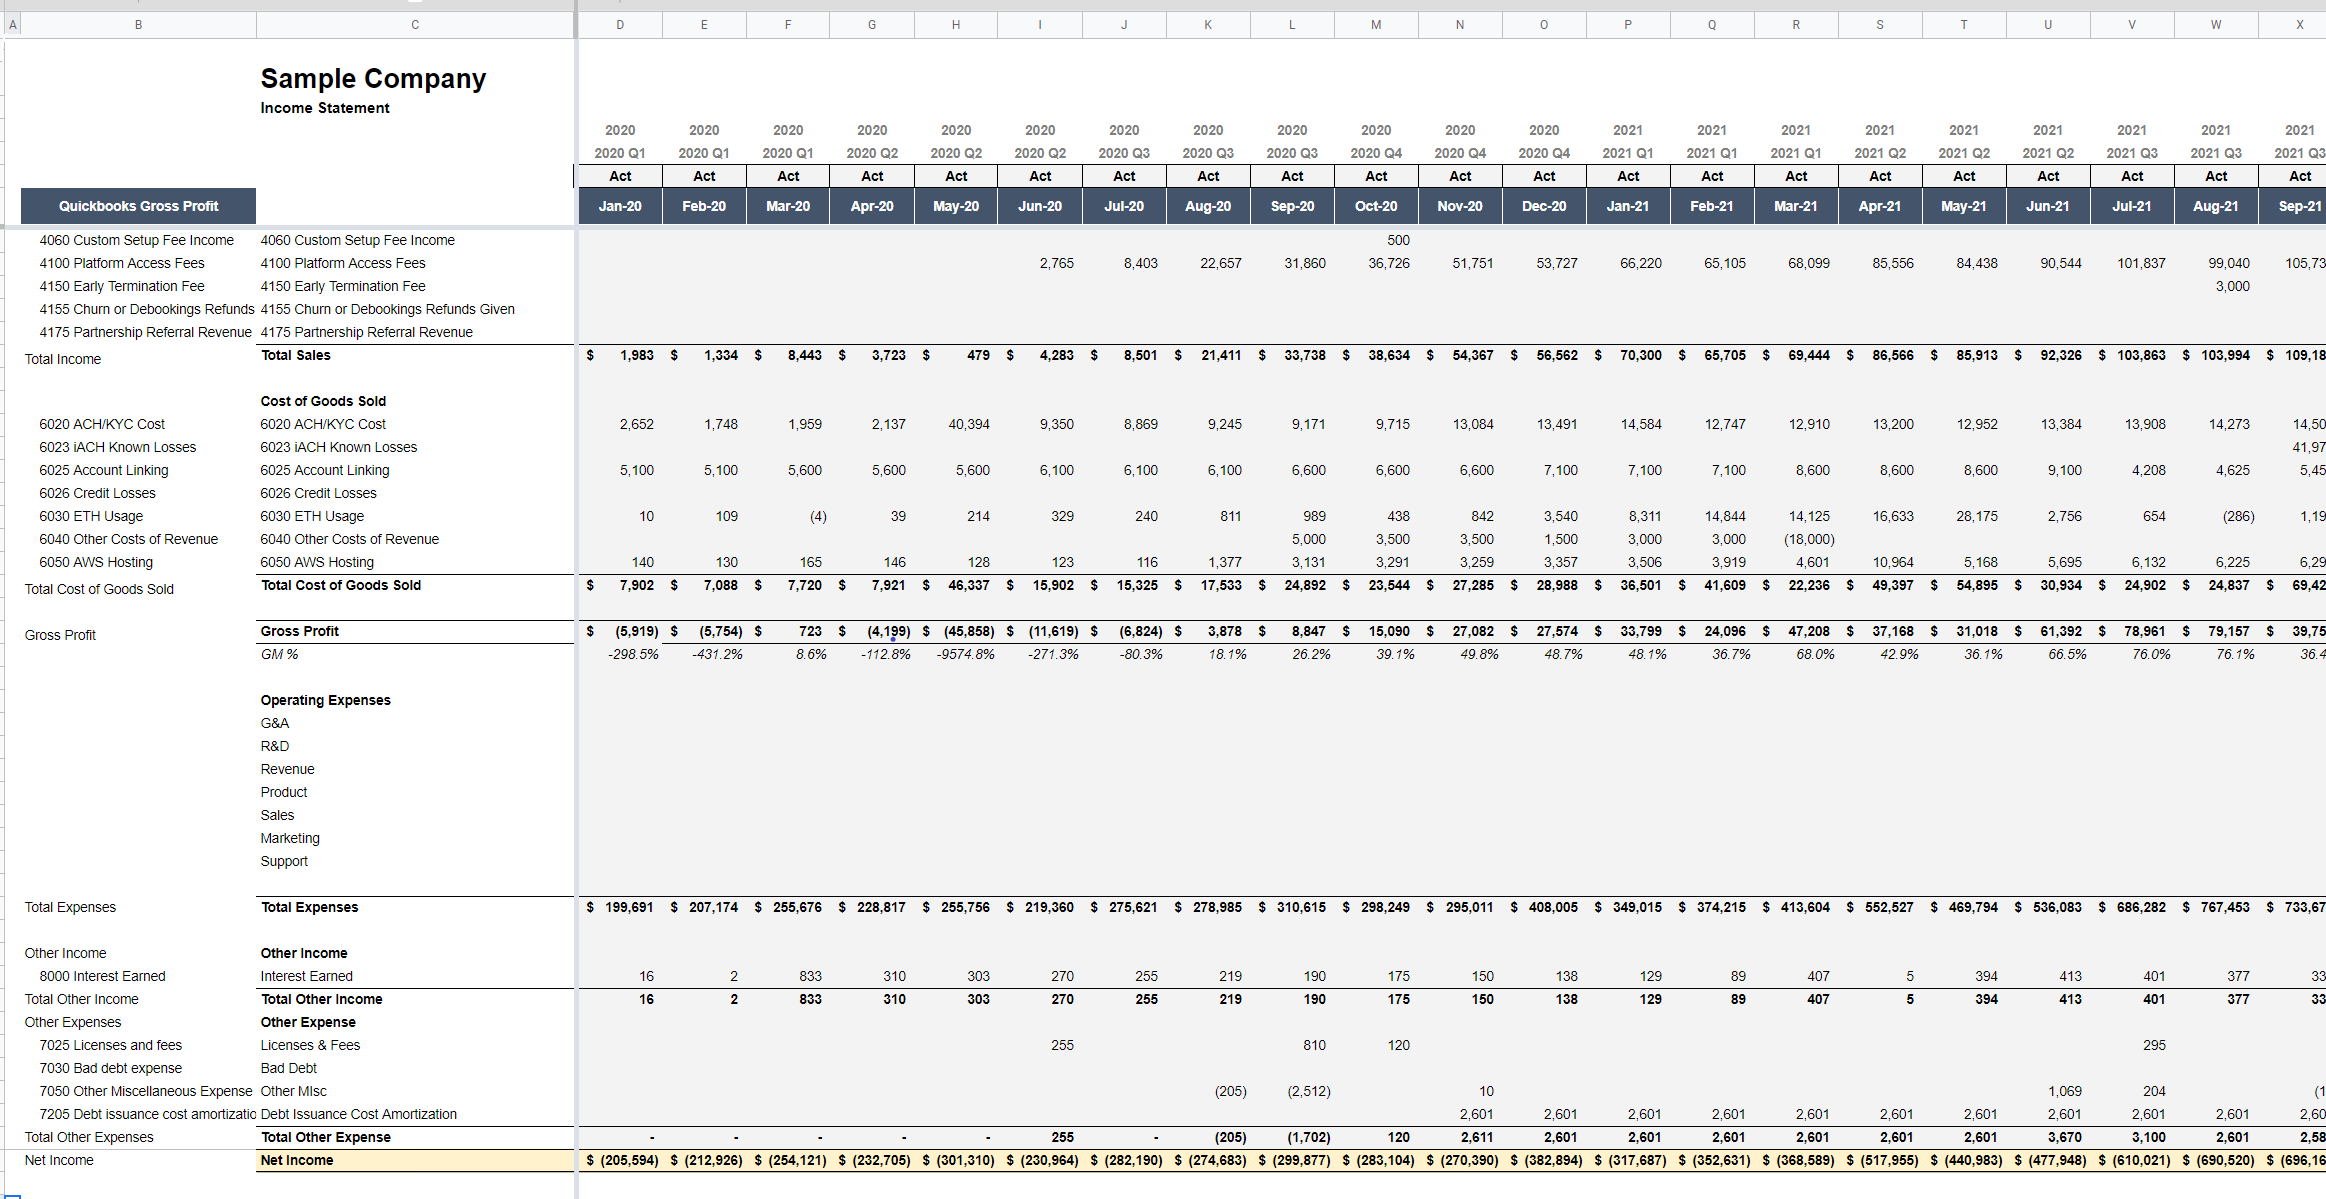 A B C D E F G H I J K L M N O P Q R S T U V W X
Sample Company
Income Statement
2020 2020 2020 2020 2020 2020 2020 2020 2020 2020 2020 2020 2021 2021 2021 2021 2021 2021 2021 2021 2021
2020 Q1 2020 Q1 2020 Q1 2020 Q2 2020 Q2 2020 Q2 2020 Q3 2020 Q3 2020 Q3 2020 Q4 2020 Q4 2020 Q4 2021 Q1 2021 Q1 2021 Q1 2021 Q2 2021 Q2 2021 Q2 2021 Q3 2021 Q3 2021 Q3
Act Act Act Act Act Act Act Act Act Act Act Act Act Act Act Act Act Act Act Act Act
Quickbooks Gross Profit Jan-20 Feb-20 Mar-20 Apr-20 May-20 Jun-20 Jul-20 Aug-20 Sep-20 Oct-20 Nov-20 Dec-20 Jan-21 Feb-21 Mar-21 Apr-21 May-21 Jun-21 Jul-21 Aug-21 Sep-21
4060 Custom Setup Fee Income 4060 Custom Setup Fee Income 500
4100 Platform Access Fees 4100 Platform Access Fees 2,765 8,403 22,657 31,860 36,726 51,751 53,727 66,220 65,105 68,099 85,556 84,438 90,544 101,837 99,040 105,73
4150 Early Termination Fee 4150 Early Termination Fee 3,000
4155 Churn or Debookings Refunds 4155 Churn or Debookings Refunds Given
4175 Partnership Referral Revenue 4175 Partnership Referral Revenue
Total Income Total Sales $ 1,983 $ 1,334 $ 8,443 $ 3,723 $ 479 $ 4,283 $ 8,501 $ 21,411 $ 33,738 $ 38,634 $ 54,367 $ 56,562 $ 70,300 $ 65,705 $ 69,444 $ 86,566 $ 85,913 $ 92,326 $ 103,863 $ 103,994 $ 109,18
Cost of Goods Sold
6020 ACH/KYC Cost 6020 ACH/KYC Cost 2,652 1,748 1,959 2,137 40,394 9,350 8,869 9,245 9,171 9,715 13,084 13,491 14,584 12,747 12,910 13,200 12,952 13,384 13,908 14,273 14,50
6023 iACH Known Losses 6023 iACH Known Losses 41,97
6025 Account Linking 6025 Account Linking 5,100 5,100 5,600 5,600 5,600 6,100 6,100 6,100 6,600 6,600 6,600 7,100 7,100 7,100 8,600 8,600 8,600 9,100 4,208 4,625 5,45
6026 Credit Losses 6026 Credit Losses
6030 ETH Usage 6030 ETH Usage 10 109 (4) 39 214 329 240 811 989 438 842 3,540 8,311 14,844 14,125 16,633 28,175 2,756 654 (286) 1,19
6040 Other Costs of Revenue 6040 Other Costs of Revenue 5,000 3,500 3,500 1,500 3,000 3,000 (18,000)
6050 AWS Hosting 6050 AWS Hosting 140 130 165 146 128 123 116 1,377 3,131 3,291 3,259 3,357 3,506 3,919 4,601 10,964 5,168 5,695 6,132 6,225 6,29
Total Cost of Goods Sold Total Cost of Goods Sold $ 7,902 $ 7,088 $ 7,720 $ 7,921 $ 46,337 $ 15,902 $ 15,325 $ 17,533 $ 24,892 $ 23,544 $ 27,285 $ 28,988 $ 36,501 $ 41,609 $ 22,236 $ 49,397 $ 54,895 $ 30,934 $ 24,902 $ 24,837 $ 69,42
Gross Profit Gross Profit $ (5,919) $ (5,754) $ 723 $ (4,199) $ (45,858) $ (11,619) $ (6,824) $ 3,878 $ 8,847 $ 15,090 $ 27,082 $ 27,574 $ 33,799 $ 24,096 $ 47,208 $ 37,168 $ 31,018 $ 61,392 $ 78,961 $ 79,157 $ 39,75
GM % -298.5% -431.2% 8.6% -112.8% -9574.8% -271.3% -80.3% 18.1% 26.2% 39.1% 49.8% 48.7% 48.1% 36.7% 68.0% 42.9% 36.1% 66.5% 76.0% 76.1% 36.4
Operating Expenses
G&A
R&D
Revenue
Product
Sales
Marketing
Support
Total Expenses Total Expenses $ 199,691 $ 207,174 $ 255,676 $ 228,817 $ 255,756 $ 219,360 $ 275,621 $ 278,985 $ 310,615 $ 298,249 $ 295,011 $ 408,005 $ 349,015 $ 374,215 $ 413,604 $ 552,527 $ 469,794 $ 536,083 $ 686,282 $ 767,453 $ 733,67
Other Income Other Income
8000 Interest Earned Interest Earned 16 2 833 310 303 270 255 219 190 175 150 138 129 89 407 5 394 413 401 377 33
Total Other Income Total Other Income 16 2 833 310 303 270 255 219 190 175 150 138 129 89 407 5 394 413 401 377 33
Other Expenses Other Expense
7025 Licenses and fees Licenses & Fees 255 810 120 295
7030 Bad debt expense Bad Debt
7050 Other Miscellaneous Expense Other MIsc (205) (2,512) 10 1,069 204 (1
7205 Debt issuance cost amortizatio Debt Issuance Cost Amortization 2,601 2,601 2,601 2,601 2,601 2,601 2,601 2,601 2,601 2,601 2,60
Total Other Expenses Total Other Expense - - - - - 255 - (205) (1,702) 120 2,611 2,601 2,601 2,601 2,601 2,601 2,601 3,670 3,100 2,601 2,58
Net Income Net Income $ (205,594) $ (212,926) $ (254,121) $ (232,705) $ (301,310) $ (230,964) $ (282,190) $ (274,683) $ (299,877) $ (283,104) $ (270,390) $ (382,894) $ (317,687) $ (352,631) $ (368,589) $ (517,955) $ (440,983) $ (477,948) $ (610,021) $ (690,520) $ (696,16